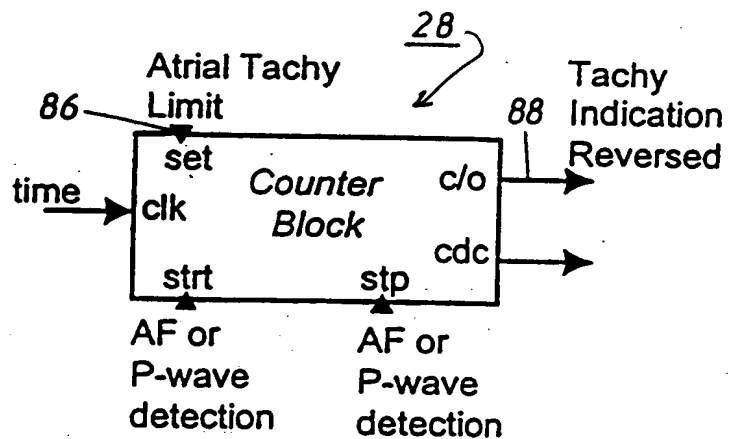 28
Atrial Tachy
Limit
86
Tachy
Indication
Reversed
88
set
time
clk
Counter
Block
c/o
cdc
strt
stp
AF or
P-wave
detection
AF or
P-wave
detection